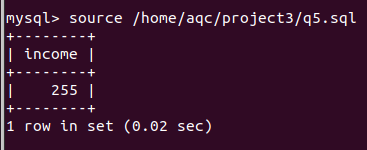 mysql> source /home/aqc/project3/q5.sql
+--------+
| income |
+--------+
|    255 |
+--------+
1 row in set (0.02 sec)